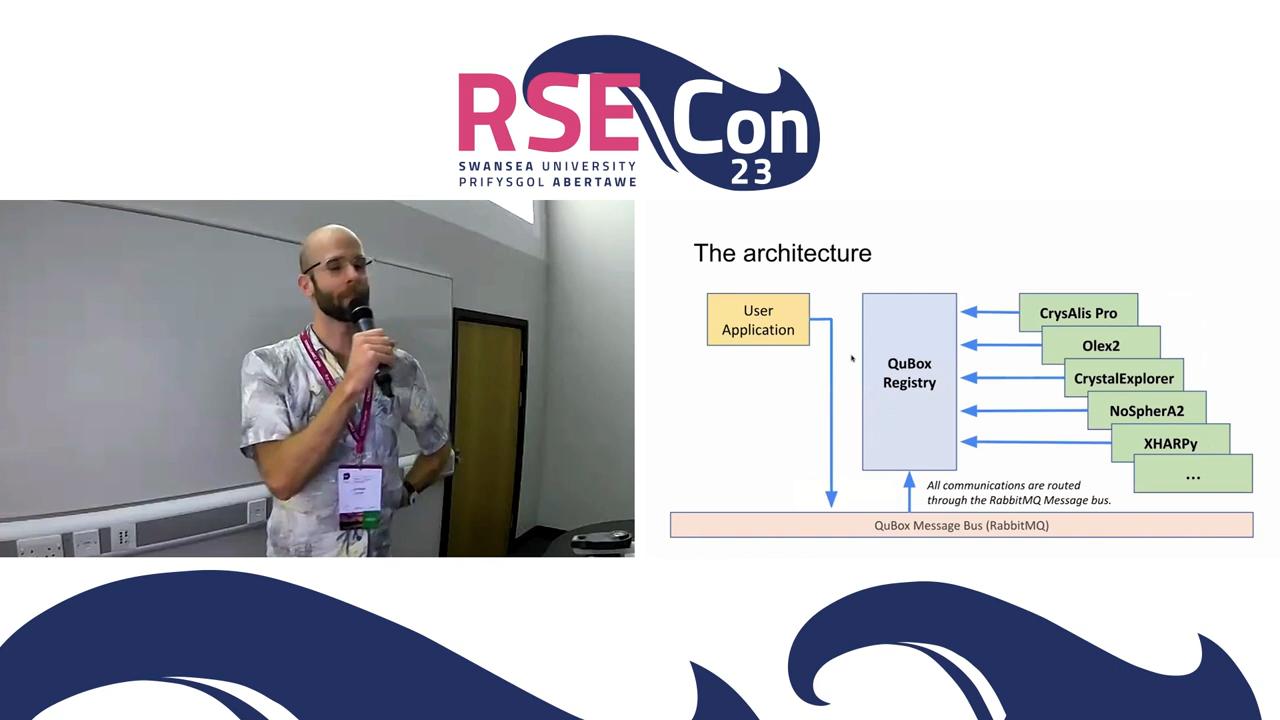 RSE Con
23
SWANSEA UNIVERSITY
PRIFYSGOL ABERTAWE
The architecture
User
Application
QuBox
Registry
CrysAlis Pro
Olex2
CrystalExplorer
NoSpherA2
XHARPy
...
All communications are routed
through the RabbitMQ Message bus.
QuBox Message Bus (RabbitMQ)